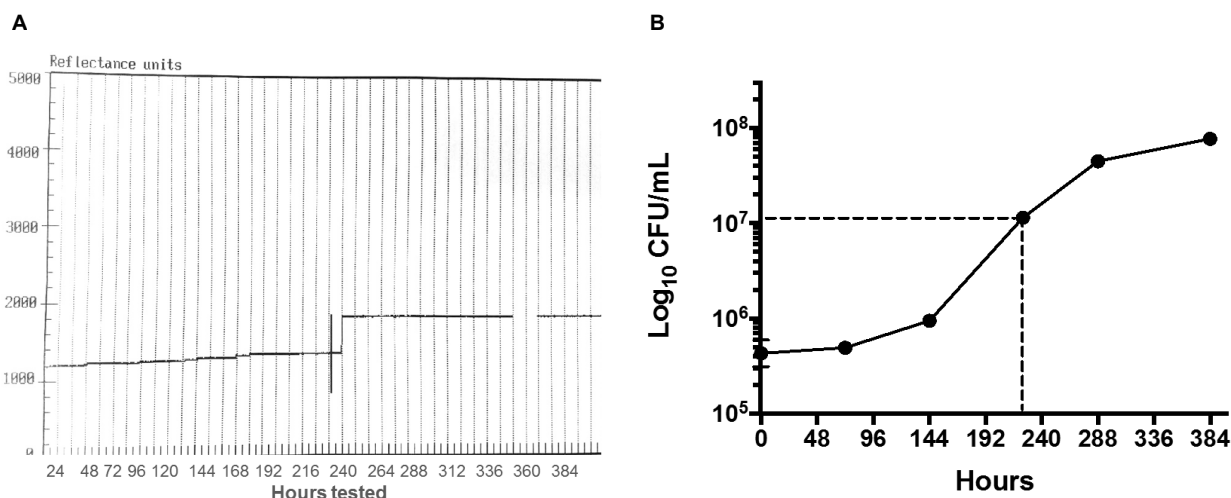 A
Reflectance units
5000
4000
3000
2000
1000
0
24 48 72 96 120 144 168 192 216 240 264 288 312 336 360 384
Hours tested
B
Log10 CFU/mL
10⁸
10⁷
10⁶
10⁵
0 48 96 144 192 240 288 336 384
Hours